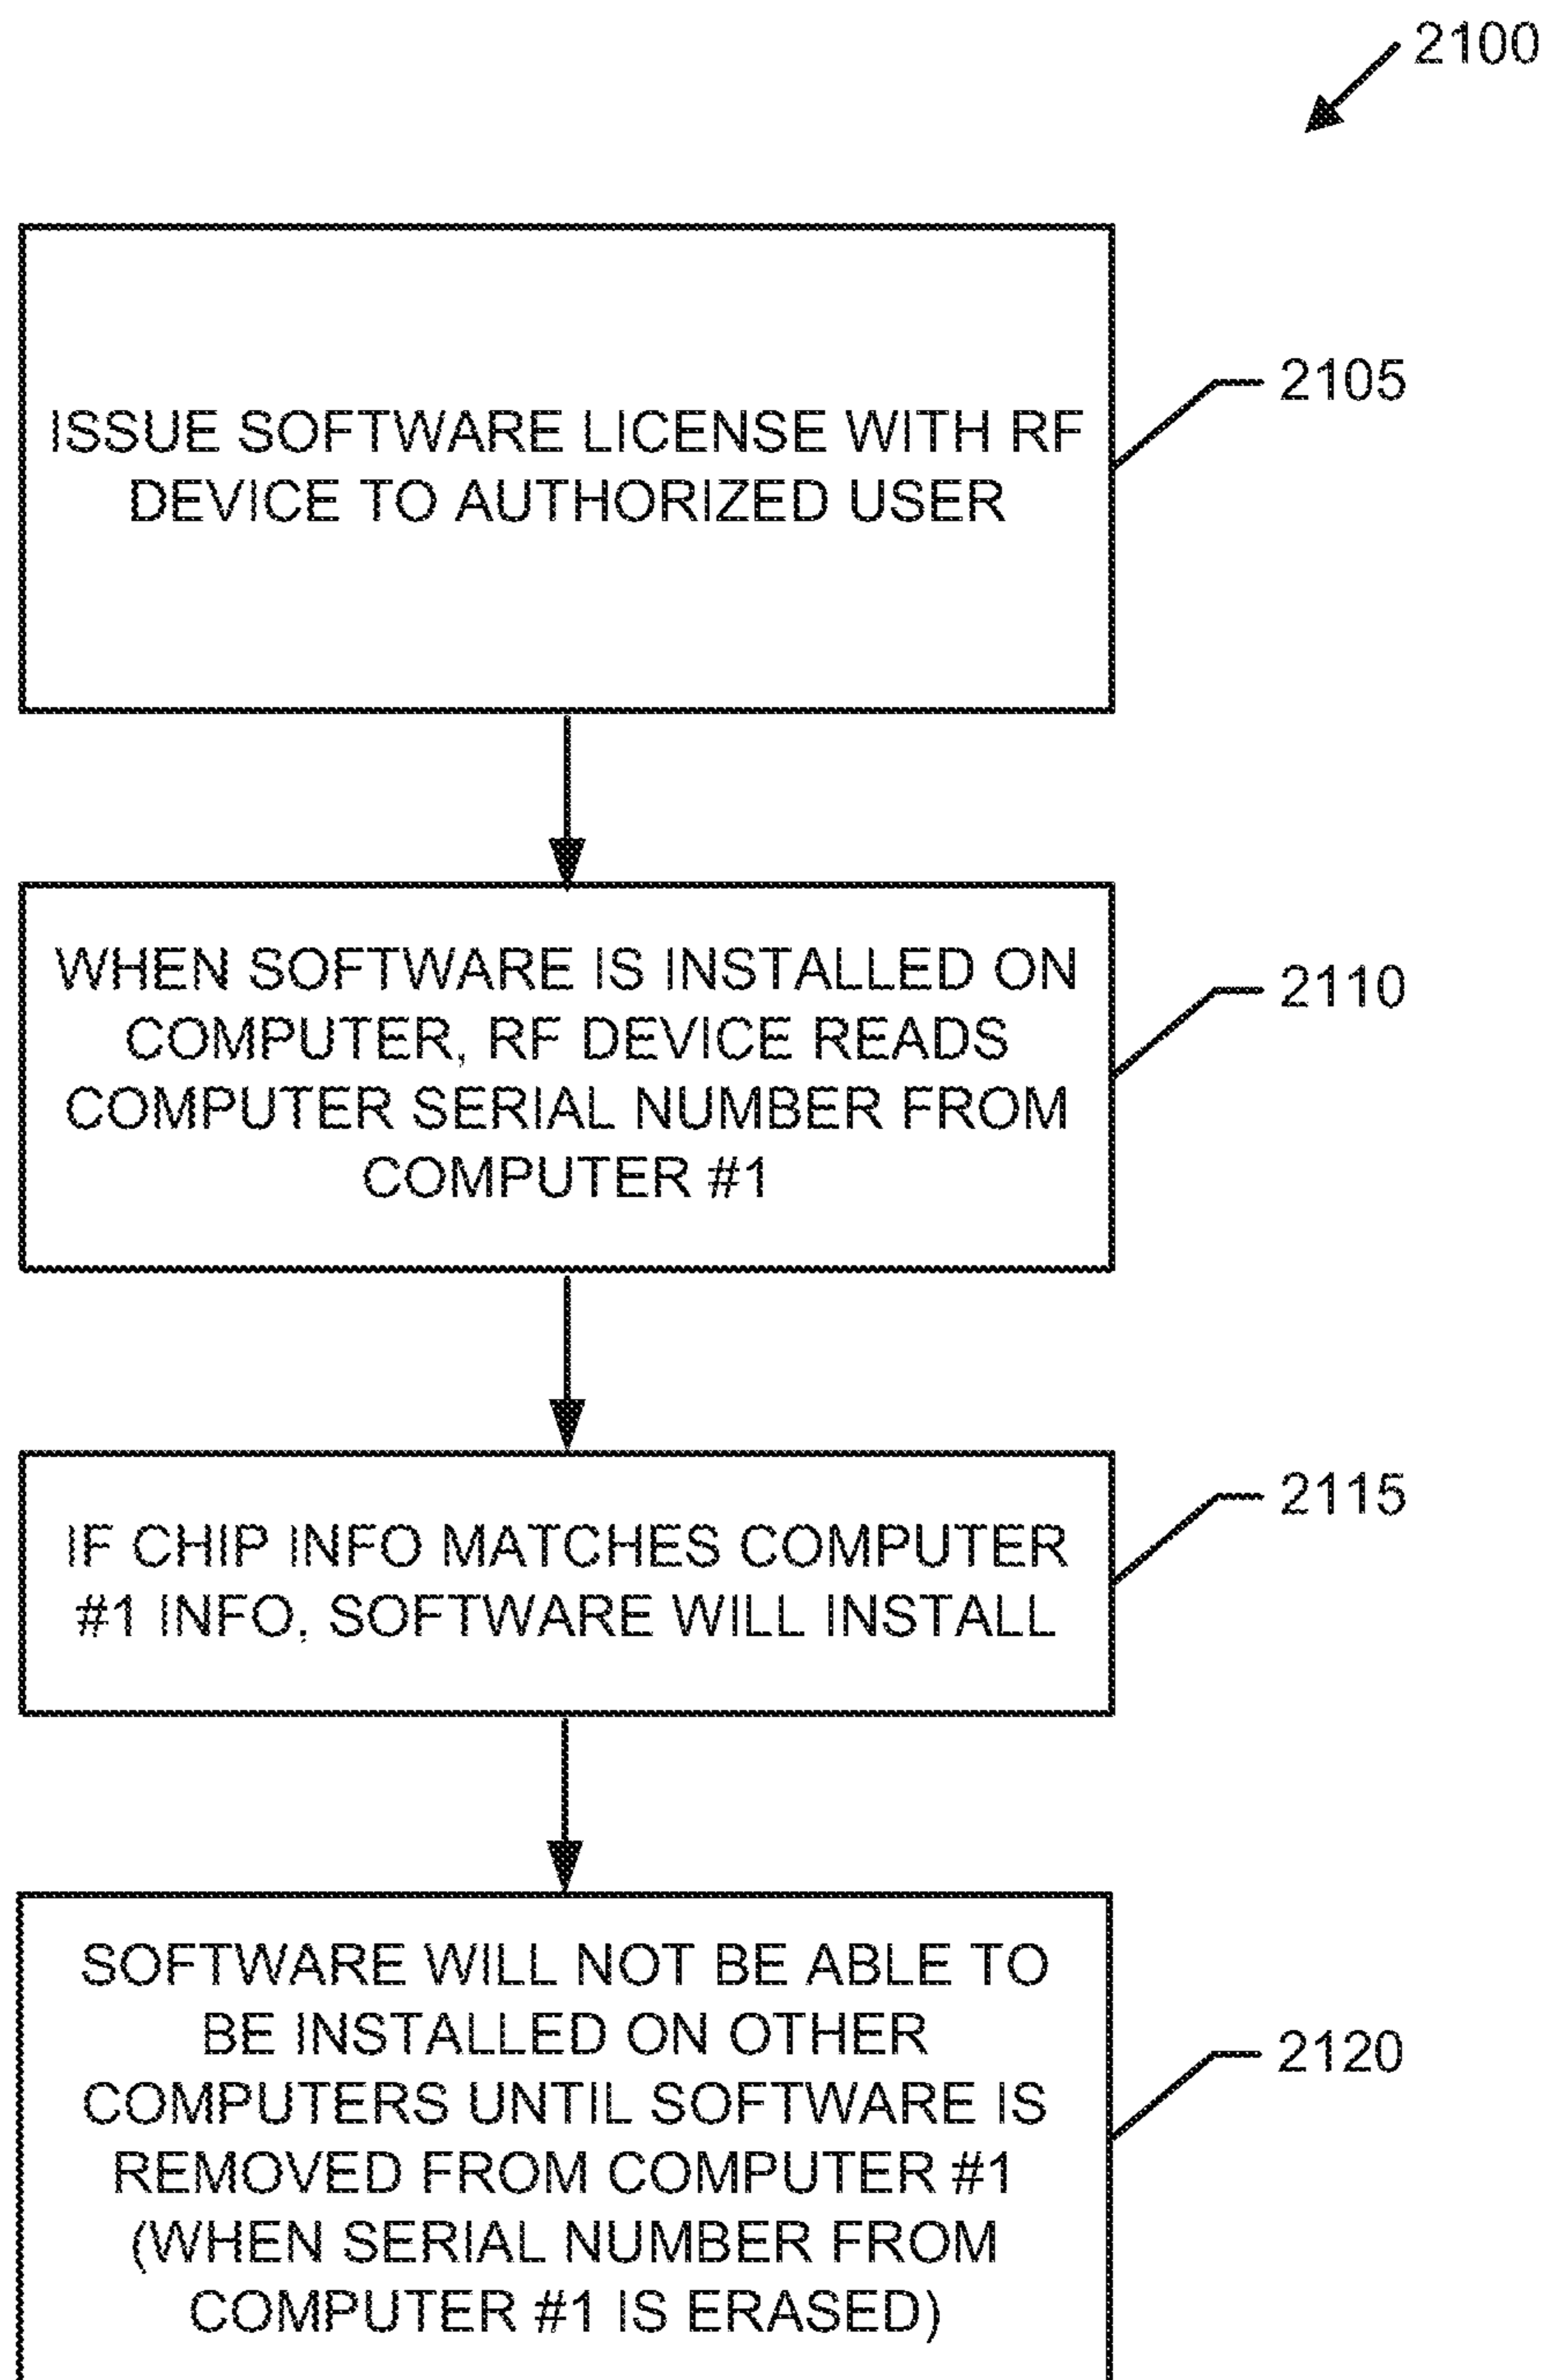 2100
ISSUE SOFTWARE LICENSE WITH RF
DEVICE TO AUTHORIZED USER
2105
WHEN SOFTWARE IS INSTALLED ON
COMPUTER, RF DEVICE READS
COMPUTER SERIAL NUMBER FROM
COMPUTER #1
2110
IF CHIP INFO MATCHES COMPUTER
#1 INFO, SOFTWARE WILL INSTALL
2115
SOFTWARE WILL NOT BE ABLE TO
BE INSTALLED ON OTHER
COMPUTERS UNTIL SOFTWARE IS
REMOVED FROM COMPUTER #1
(WHEN SERIAL NUMBER FROM
COMPUTER #1 IS ERASED)
2120